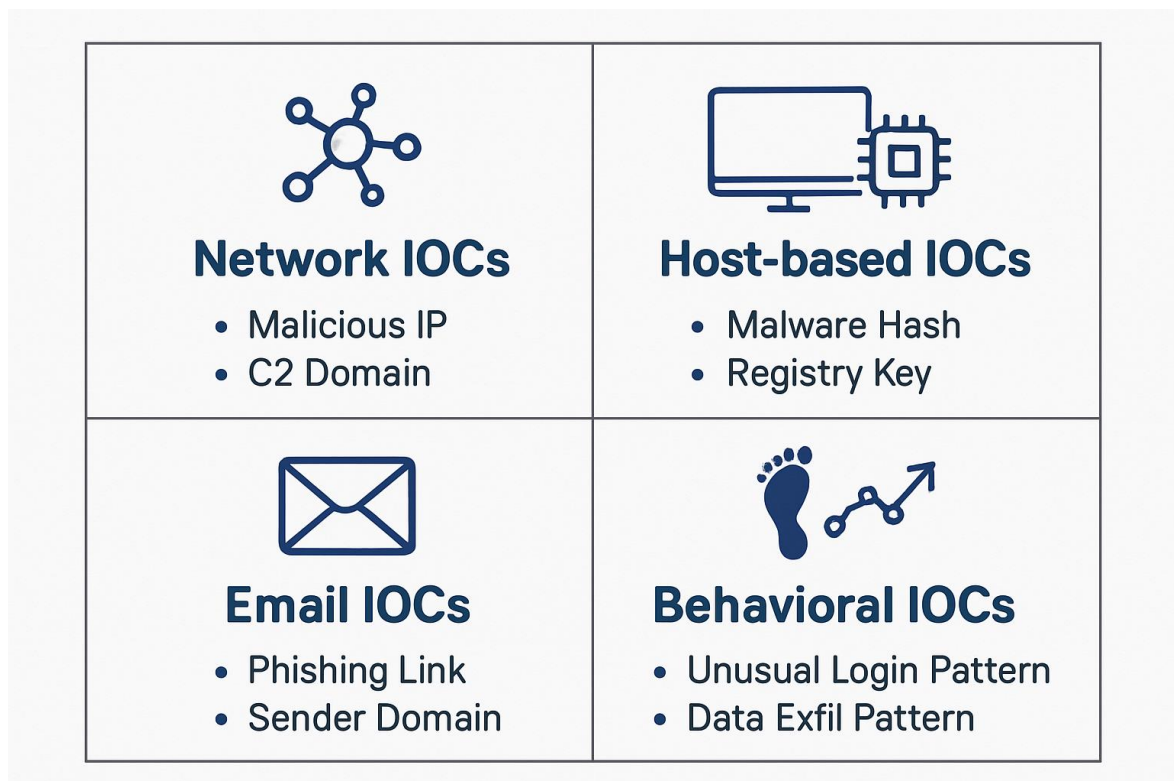 Network IOCs
• Malicious IP
• C2 Domain
Host-based IOCs
• Malware Hash
• Registry Key
Email IOCs
• Phishing Link
• Sender Domain
Behavioral IOCs
• Unusual Login Pattern
• Data Exfil Pattern